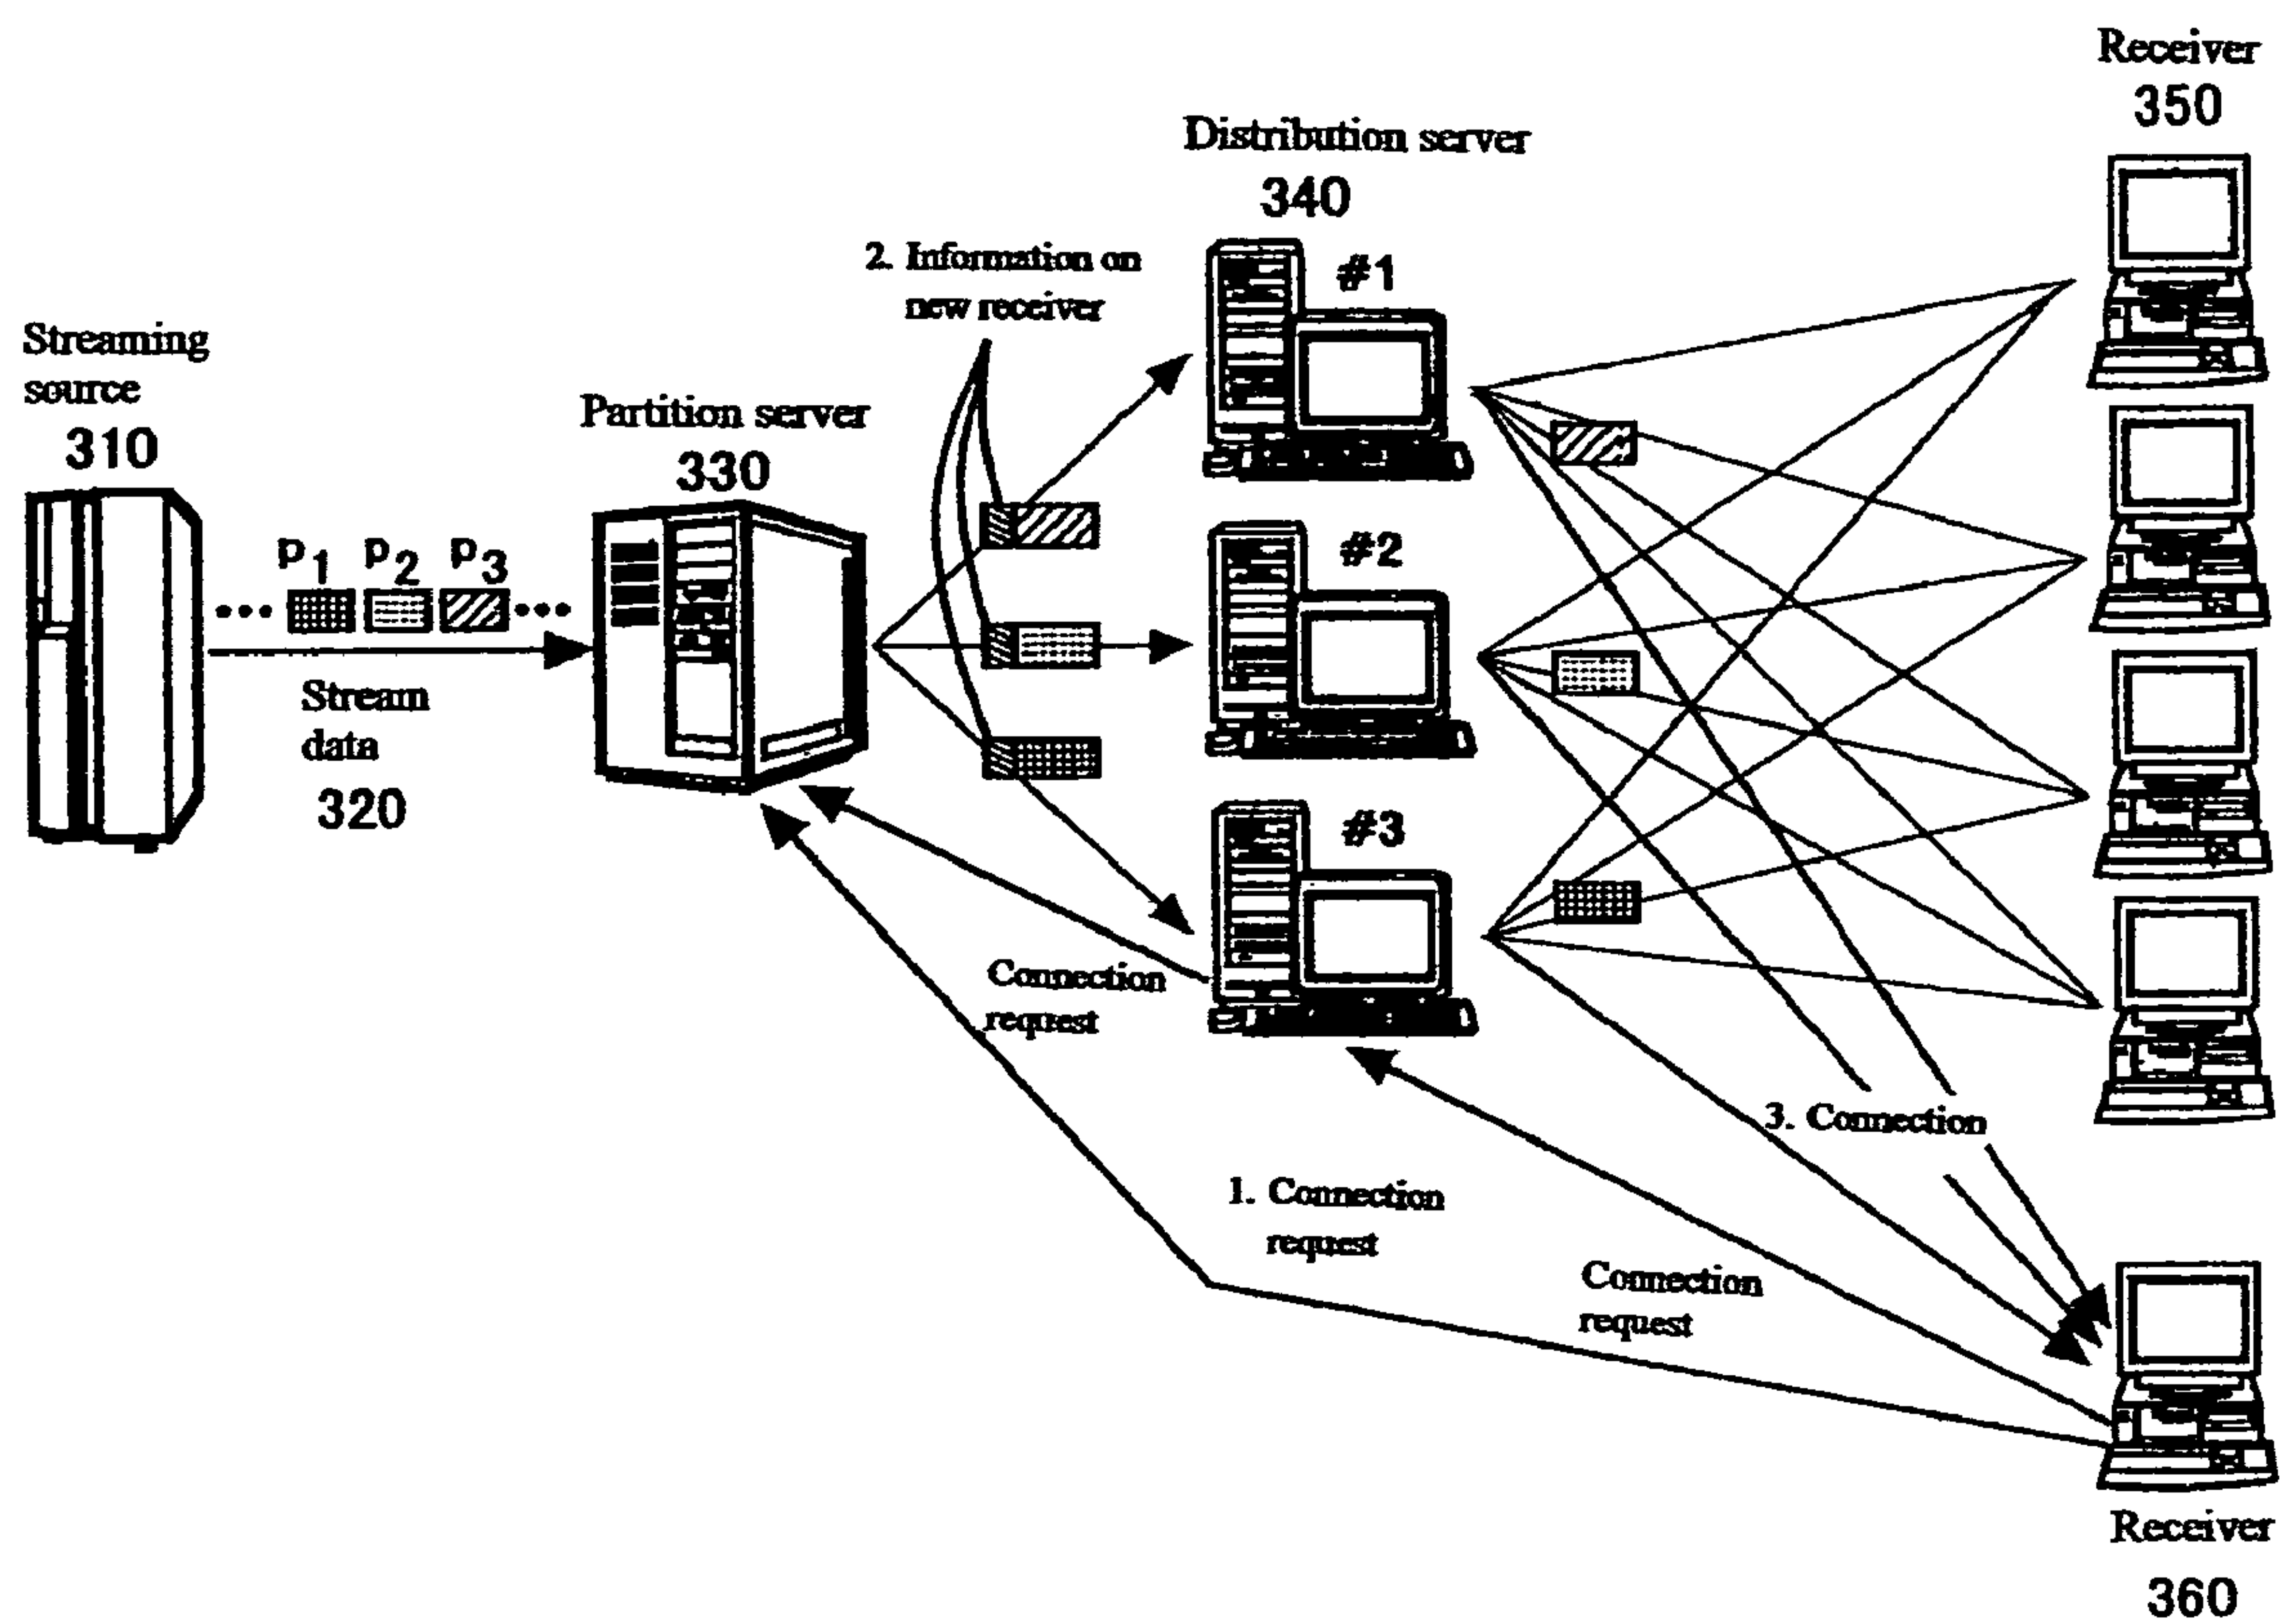 Streaming
source
310
p1 p2 p3
Stream
data
320
Partition server
330
2. Information on
new receiver
Distribution server
340
#1
#2
#3
Connection
request
1. Connection
request
Connection
request
3. Connection
Receiver
350
Receiver
360